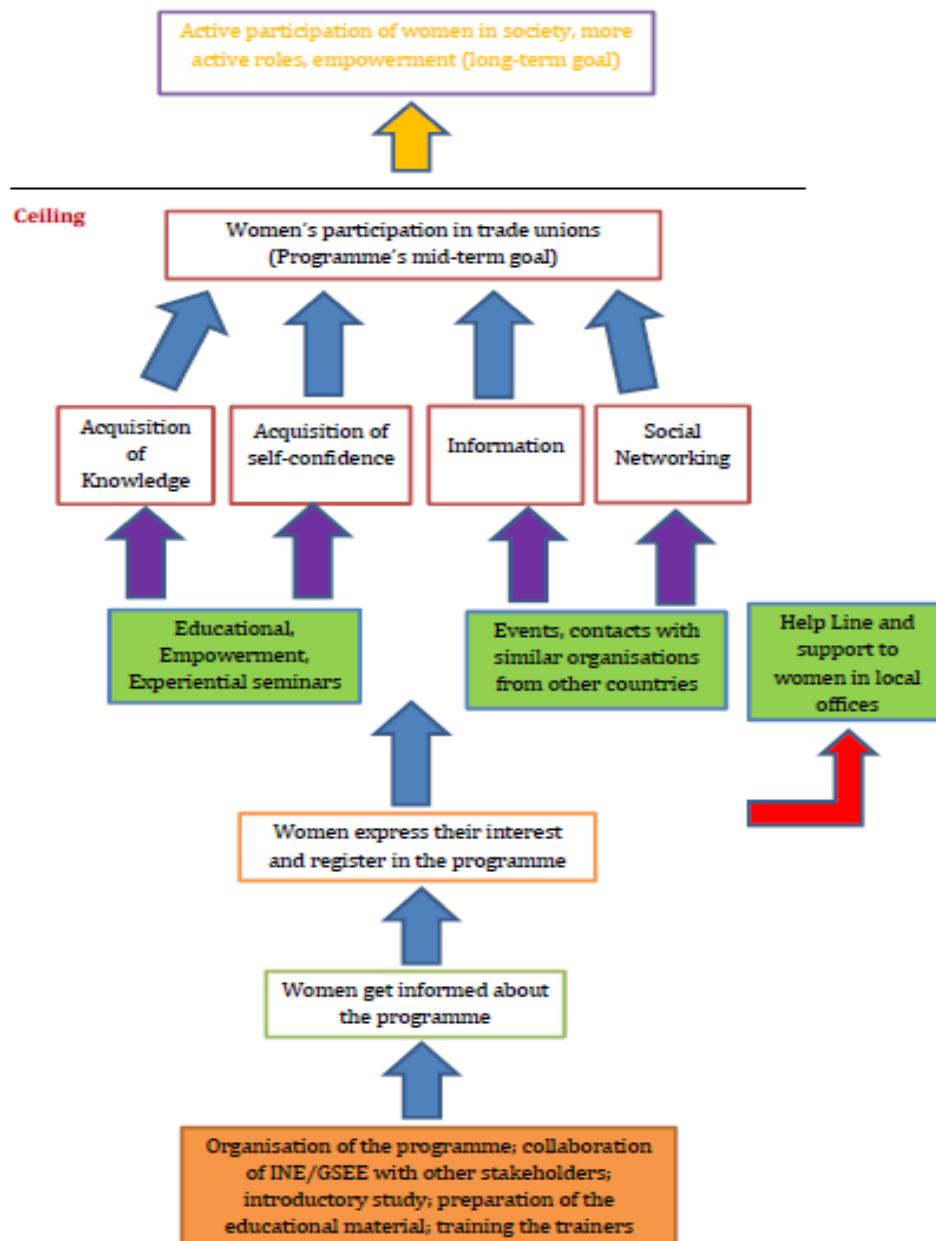 Active participation of women in society, more
active roles, empowerment (long-term goal)
Ceiling
Women's participation in trade unions
(Programme's mid-term goal)
Acquisition
of
Knowledge
Acquisition of
self-confidence
Information
Social
Networking
Educational,
Empowerment,
Experiential seminars
Events, contacts with
similar organisations
from other countries
Help Line and
support to
women in local
offices
Women express their interest
and register in the programme
Women get informed about
the programme
Organisation of the programme; collaboration
of INE/GSEE with other stakeholders;
introductory study; preparation of the
educational material; training the trainers